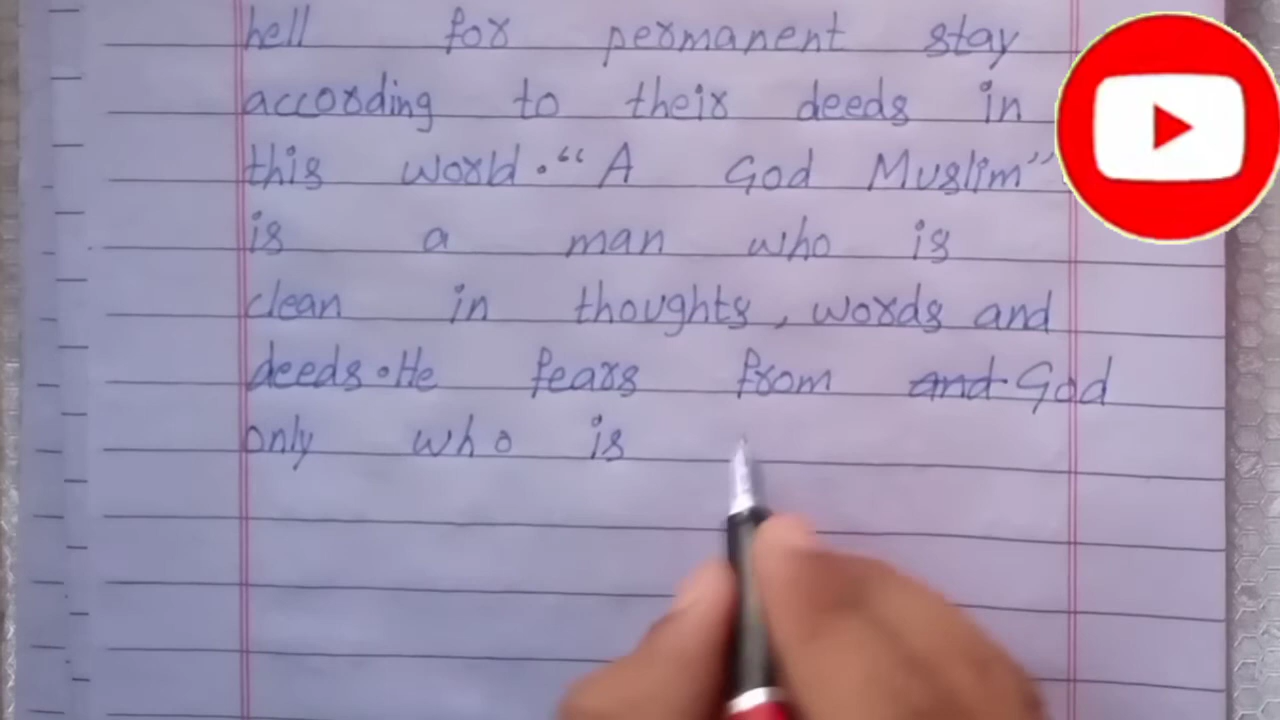 hell for permanent stay
according to their deeds in
this world. "A God Muslim"
is a man who is
clean in thoughts, words and
deeds. He fears from and God
only who is